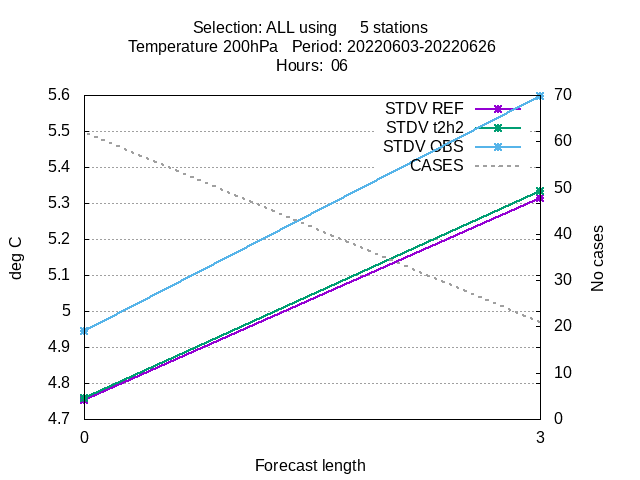 Selection: ALL using     5 stations
Temperature 200hPa   Period: 20220603-20220626
Hours:  06
5.6
5.5
5.4
5.3
5.2
5.1
5
4.9
4.8
4.7
70
60
50
40
30
20
10
0
STDV REF
STDV t2h2
STDV OBS
CASES
deg C
No cases
0
3
Forecast length